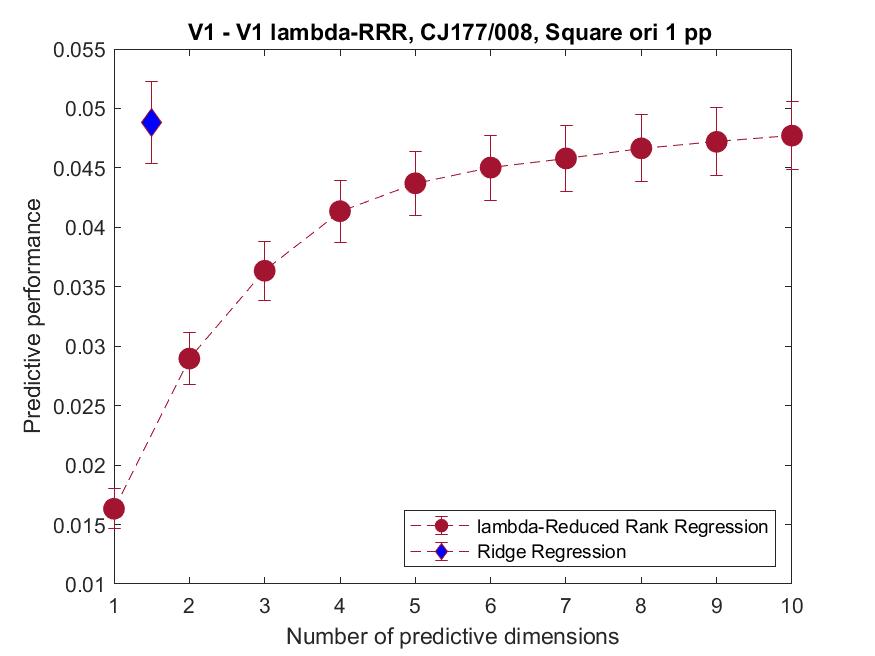 V1 - V1 lambda-RRR, CJ177/008, Square ori 1 pp
Predictive performance
0.055
0.05
0.045
0.04
0.035
0.03
0.025
0.02
0.015
0.01
lambda-Reduced Rank Regression
Ridge Regression
1 2 3 4 5 6 7 8 9 10
Number of predictive dimensions